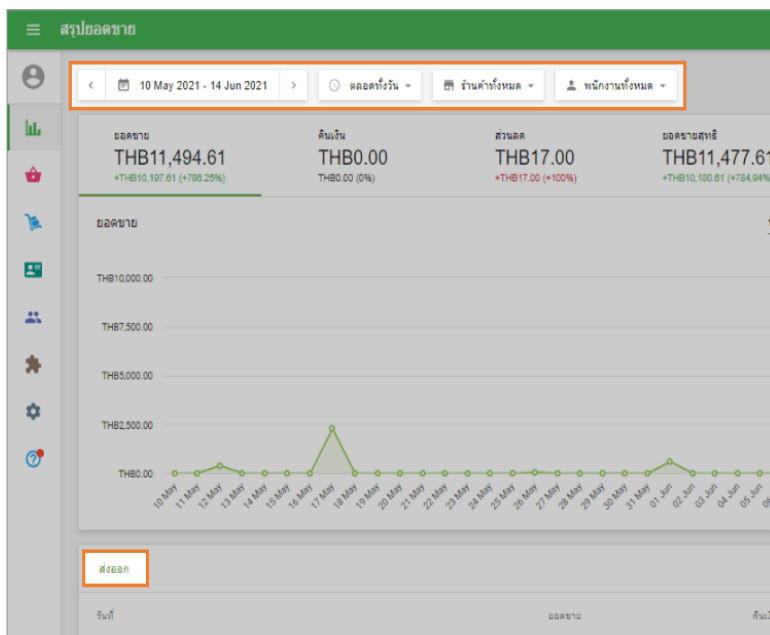 สรุปยอดขาย
10 May 2021 - 14 Jun 2021
ตลอดทั้งวัน
ร้านค้าทั้งหมด
พนักงานทั้งหมด
ยอดขาย
คืนเงิน
ส่วนลด
ยอดขายสุทธิ
THB11,494.61
THB0.00
THB17.00
THB11,477.61
+THB10,197.61 (+786.25%)
THB0.00 (0%)
+THB17.00 (+100%)
+THB10,180.61 (+784.94%
ยอดขาย
THB10,000.00
THB7,500.00
THB5,000.00
THB2,500.00
THB0.00
10 May 11 May 12 May 13 May 14 May 15 May 16 May 17 May 18 May 19 May 20 May 21 May 22 May 23 May 24 May 25 May 26 May 27 May 28 May 29 May 30 May 31 May 01 Jun 02 Jun 03 Jun 04 Jun 05 Jun
ส่งออก
วันที่
ยอดขาย